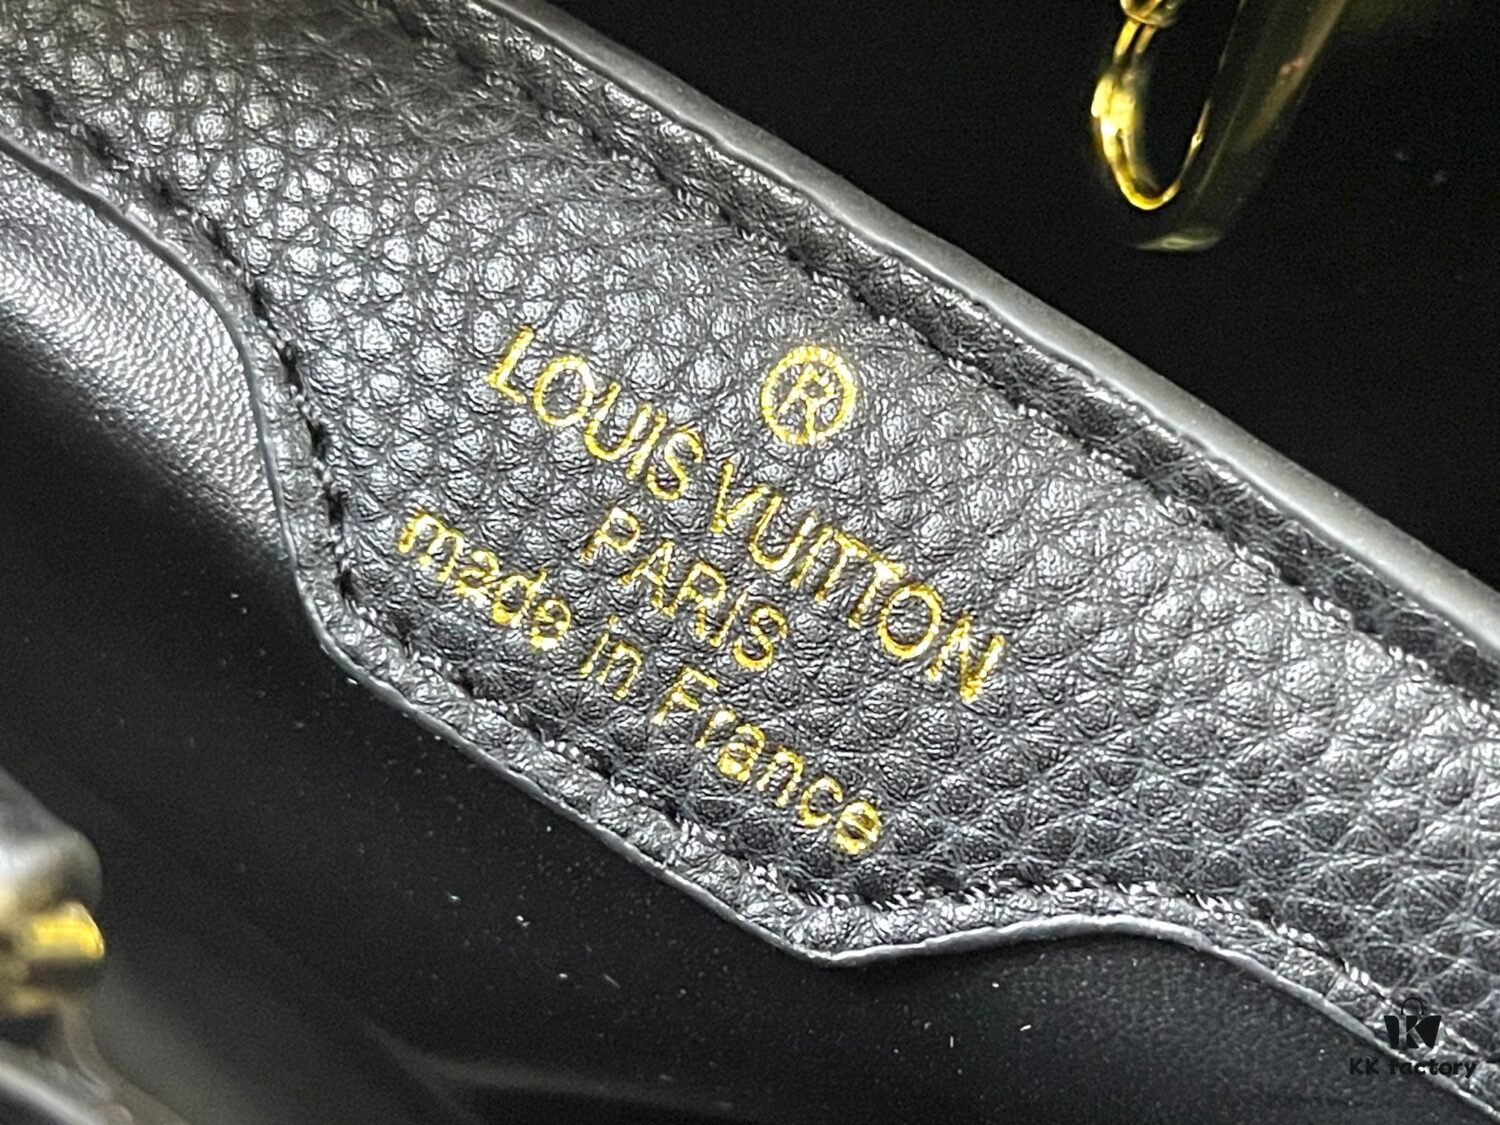 ®
LOUIS VUITTON
PARIS
made in France
KK factory